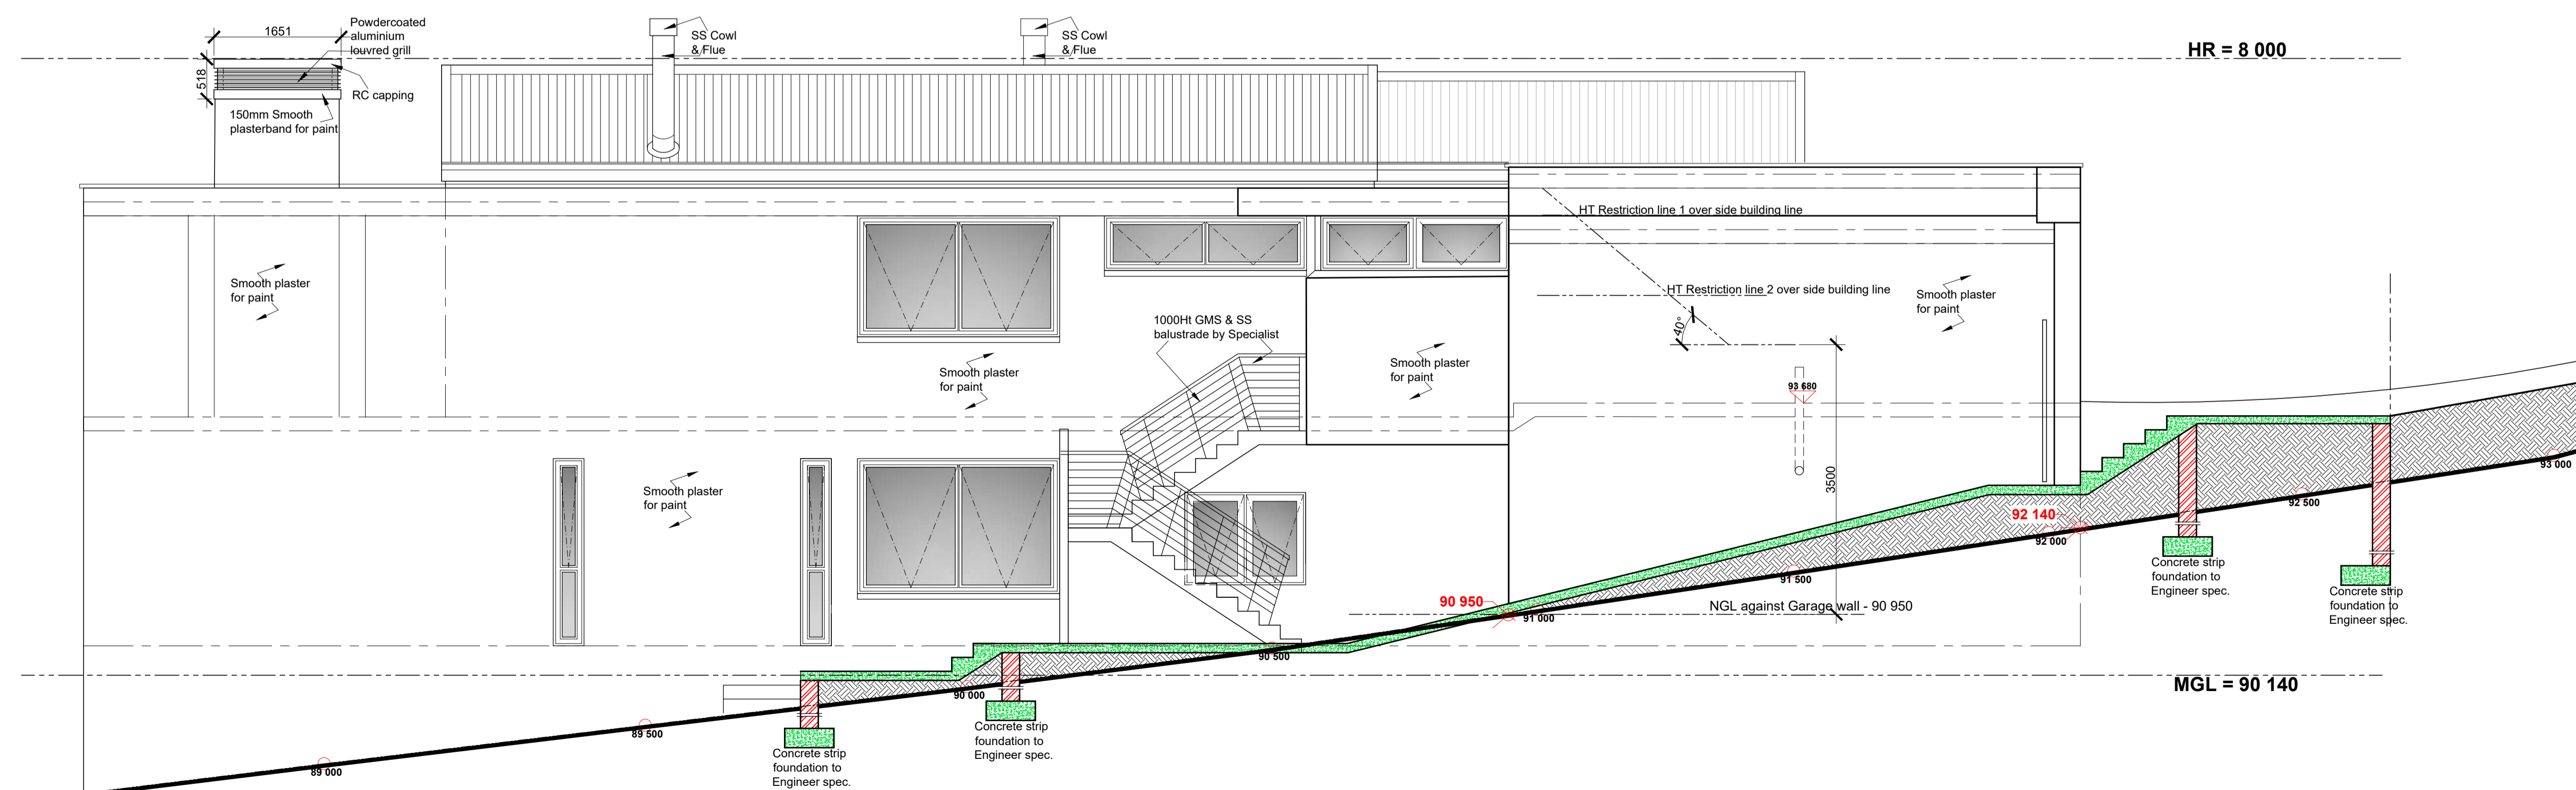 Powdercoated
aluminium
louvred grill
1651
518
RC capping
150mm Smooth
plasterband for paint
SS Cowl
& Flue
SS Cowl
& Flue
HR = 8 000
HT Restriction line 1 over side building line
HT Restriction line 2 over side building line
40°
Smooth plaster
for paint
Smooth plaster
for paint
1000Ht GMS & SS
balustrade by Specialist
Smooth plaster
for paint
Smooth plaster
for paint
93 680
3500
Smooth plaster
for paint
93 000
92 500
92 140
92 000
91 500
90 950
91 000
NGL against Garage wall - 90 950
90 500
90 000
89 500
89 000
MGL = 90 140
Concrete strip
foundation to
Engineer spec.
Concrete strip
foundation to
Engineer spec.
Concrete strip
foundation to
Engineer spec.
Concrete strip
foundation to
Engineer spec.